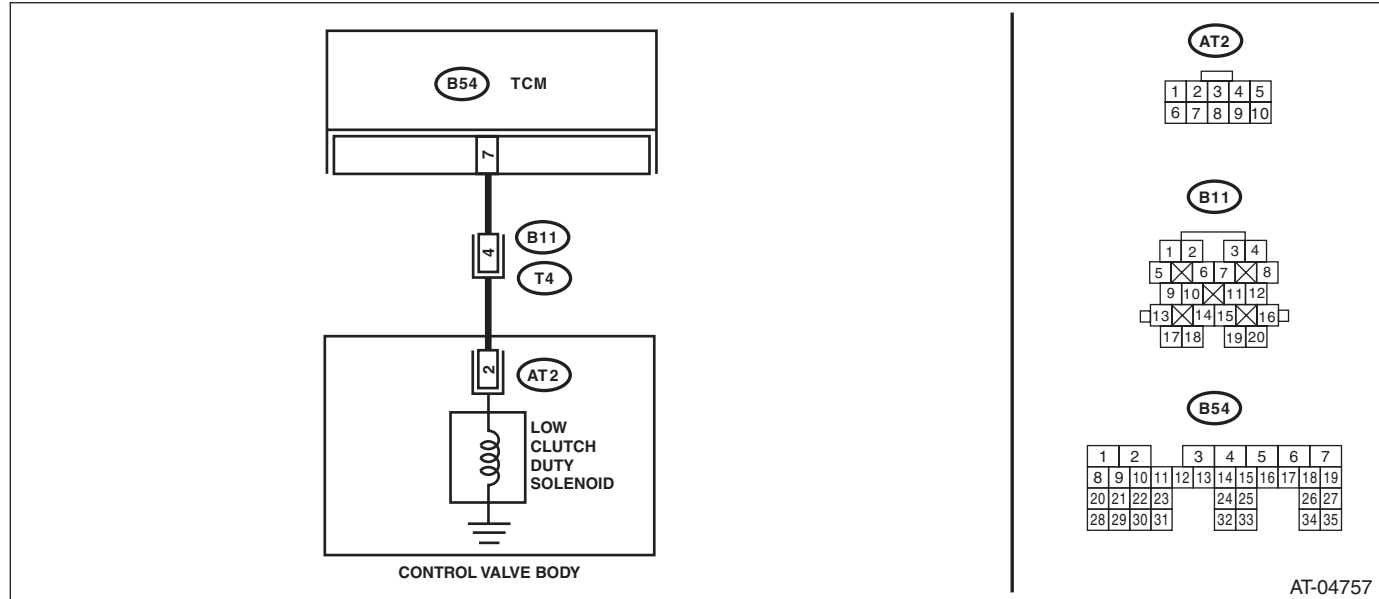 B54 TCM
7
4
B11
T4
2
AT2
LOW
CLUTCH
DUTY
SOLENOID
CONTROL VALVE BODY
AT2
1 2 3 4 5
6 7 8 9 10
B11
1 2 3 4
5 6 7 8
9 10 11 12
13 14 15 16
17 18 19 20
B54
1 2 3 4 5 6 7
8 9 10 11 12 13 14 15 16 17 18 19
20 21 22 23 24 25 26 27
28 29 30 31 32 33 34 35
AT-04757